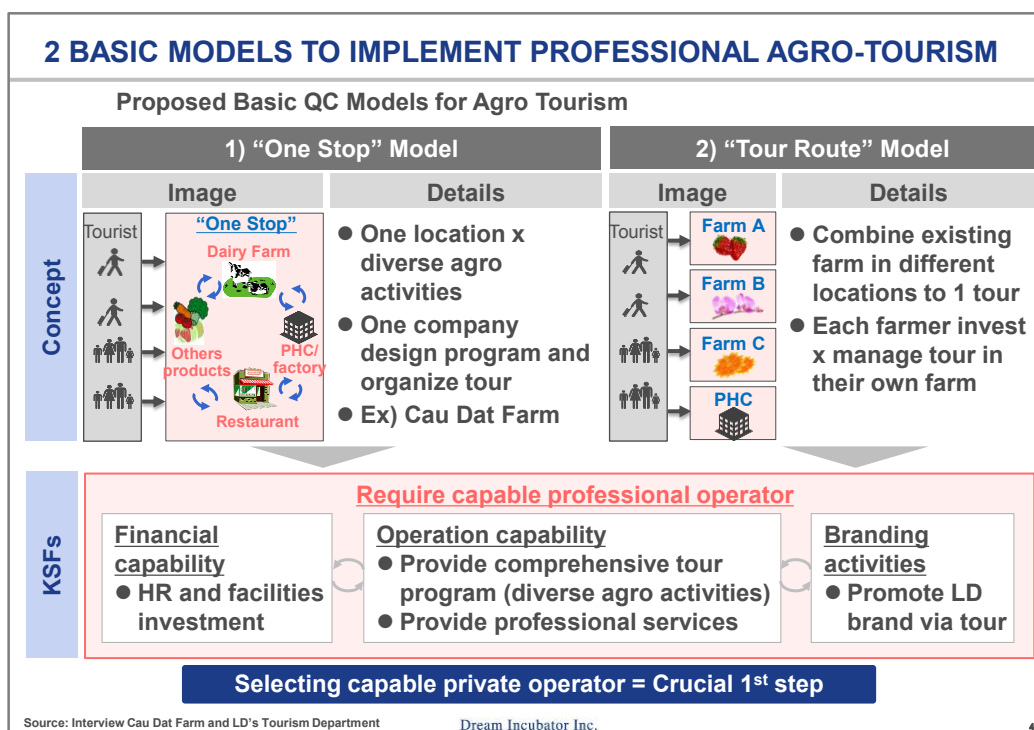 2 BASIC MODELS TO IMPLEMENT PROFESSIONAL AGRO-TOURISM
Proposed Basic QC Models for Agro Tourism
1) “One Stop” Model
2) “Tour Route” Model
Concept
Image
Details
Tourist
“One Stop”
Dairy Farm
Others
products
PHC/
factory
Restaurant
● One location x
diverse agro
activities
● One company
design program and
organize tour
● Ex) Cau Dat Farm
Image
Details
Tourist
Farm A
Farm B
Farm C
PHC
● Combine existing
farm in different
locations to 1 tour
● Each farmer invest
x manage tour in
their own farm
KSFs
Require capable professional operator
Financial
capability
● HR and facilities
investment
Operation capability
● Provide comprehensive tour
program (diverse agro activities)
● Provide professional services
Branding
activities
● Promote LD
brand via tour
Selecting capable private operator = Crucial 1st step
Source: Interview Cau Dat Farm and LD’s Tourism Department
Dream Incubator Inc.